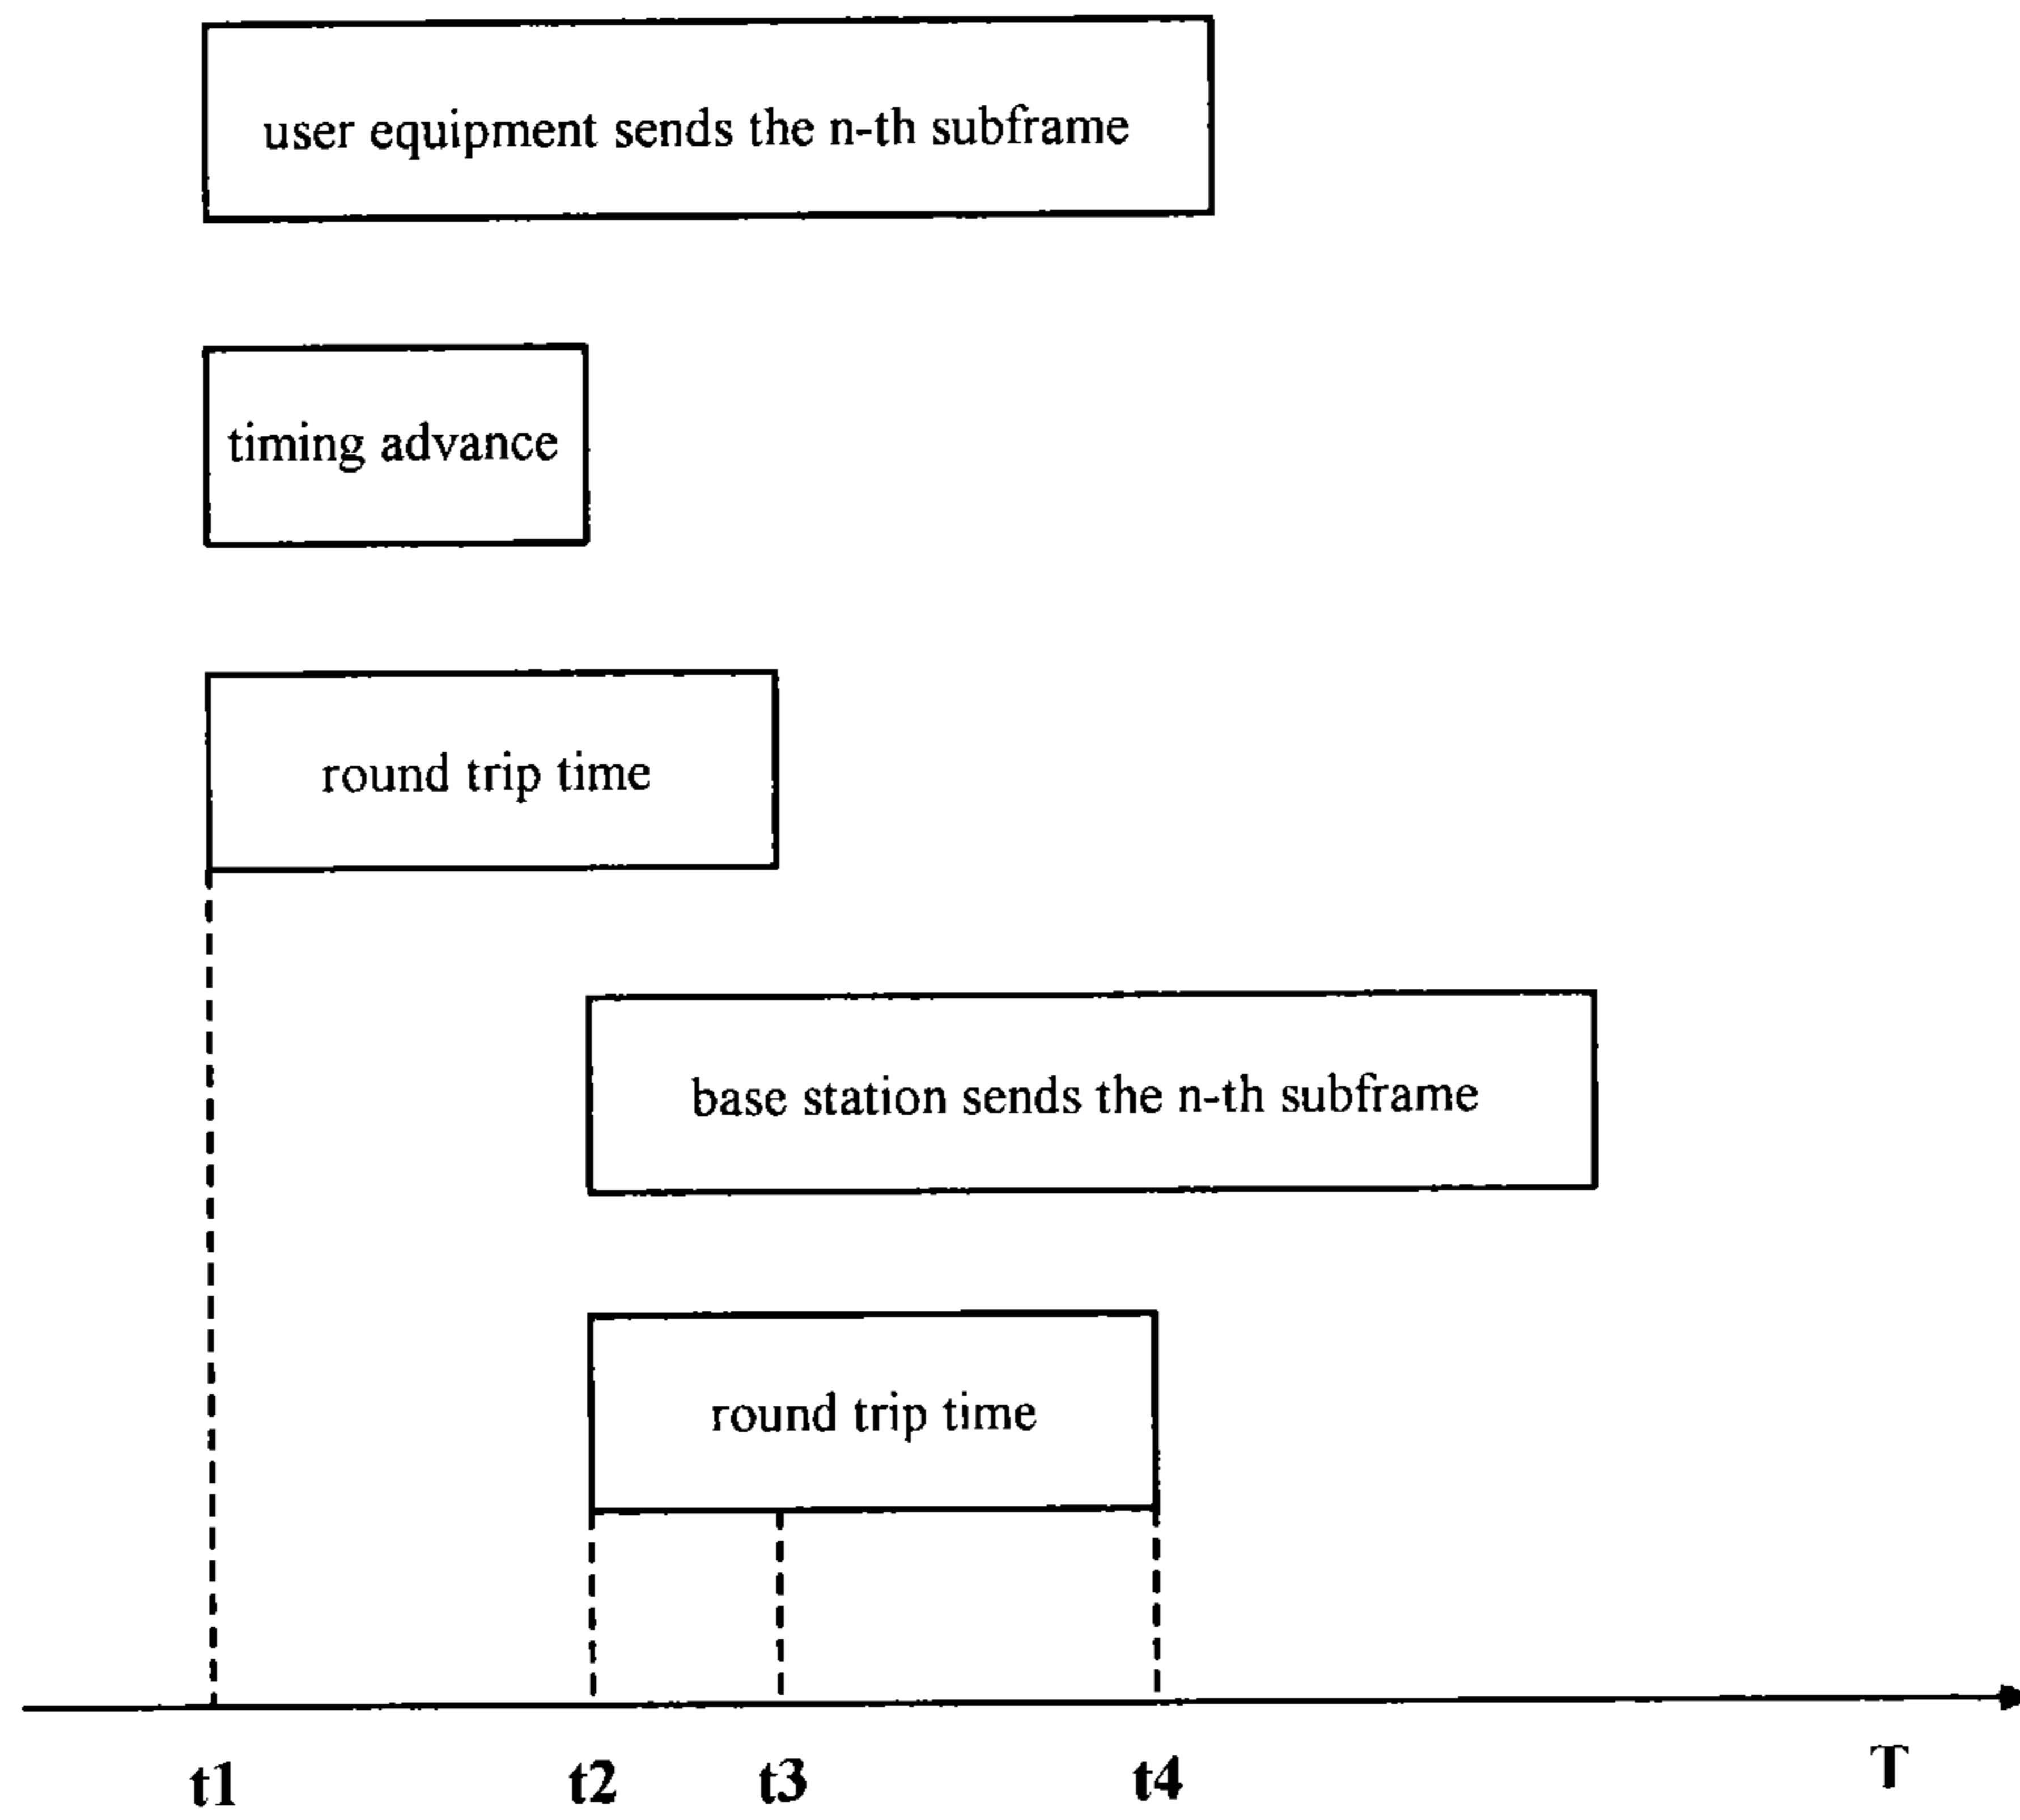 user equipment sends the n-th subframe
timing advance
round trip time
base station sends the n-th subframe
round trip time
t1 t2 t3 t4 T